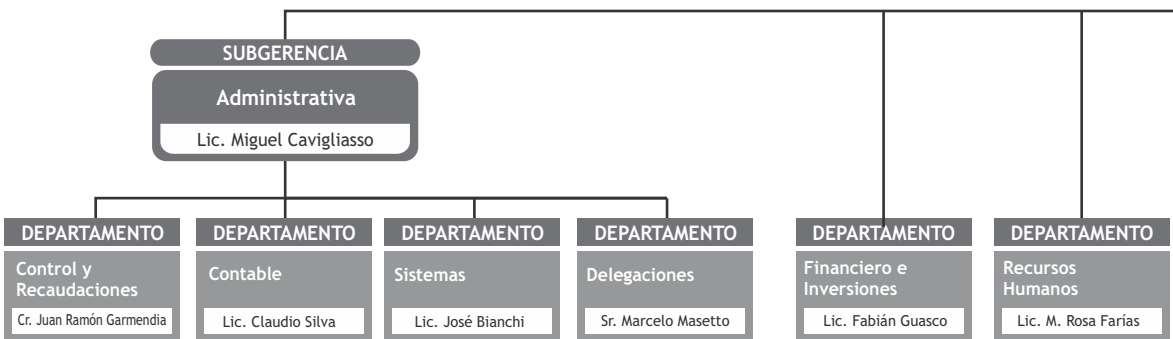 SUBGERENCIA
Administrativa
Lic. Miguel Cavigliasso
DEPARTAMENTO
Control y
Recaudaciones
Cr. Juan Ramón Garmendia
DEPARTAMENTO
Contable
Lic. Claudio Silva
DEPARTAMENTO
Sistemas
Lic. José Bianchi
DEPARTAMENTO
Delegaciones
Sr. Marcelo Masetto
DEPARTAMENTO
Financiero e
Inversiones
Lic. Fabián Guasco
DEPARTAMENTO
Recursos
Humanos
Lic. M. Rosa Farías